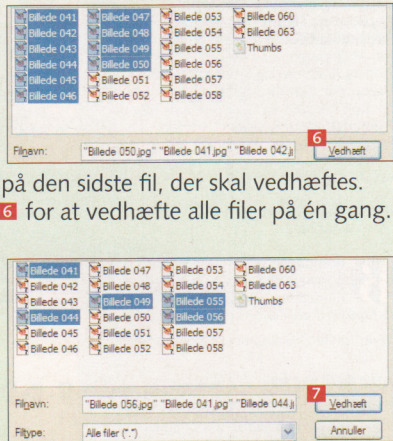 Billede 041 Billede 047 Billede 053 Billede 060
Billede 042 Billede 048 Billede 054 Billede 063
Billede 043 Billede 049 Billede 055 Thumbs
Billede 044 Billede 050 Billede 056
Billede 045 Billede 051 Billede 057
Billede 046 Billede 052 Billede 058
6
Filnavn: "Billede 050.jpg" "Billede 041.jpg" "Billede 042.j Vedhæft
på den sidste fil, der skal vedhæftes.
6 for at vedhæfte alle filer på én gang.
Billede 041 Billede 047 Billede 053 Billede 060
Billede 042 Billede 048 Billede 054 Billede 063
Billede 043 Billede 049 Billede 055 Thumbs
Billede 044 Billede 050 Billede 056
Billede 045 Billede 051 Billede 057
Billede 046 Billede 052 Billede 058
7
Filnavn: "Billede 056.jpg" "Billede 041.jpg" "Billede 044.j Vedhæft
Filtype: Alle filer (*.*) Annuller